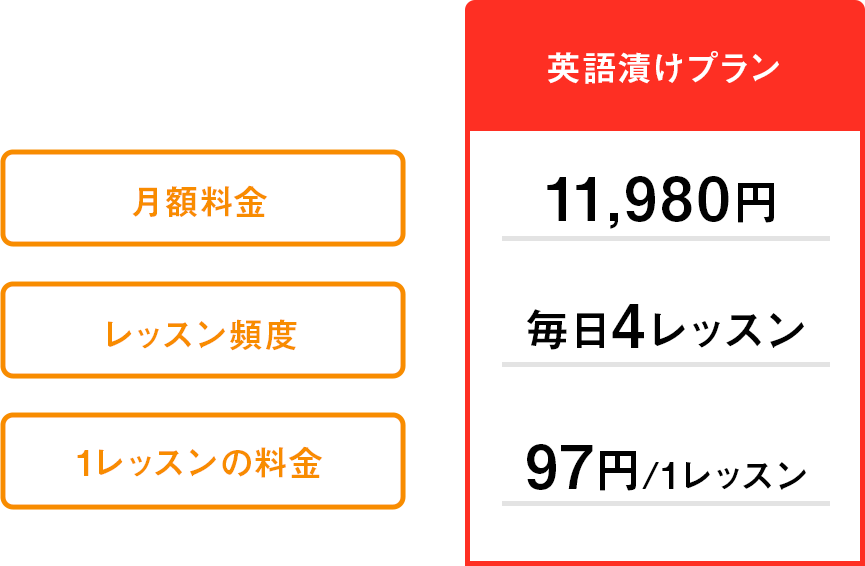 英語漬けプラン
月額料金
11,980円
レッスン頻度
毎日4レッスン
1レッスンの料金
97円/1レッスン